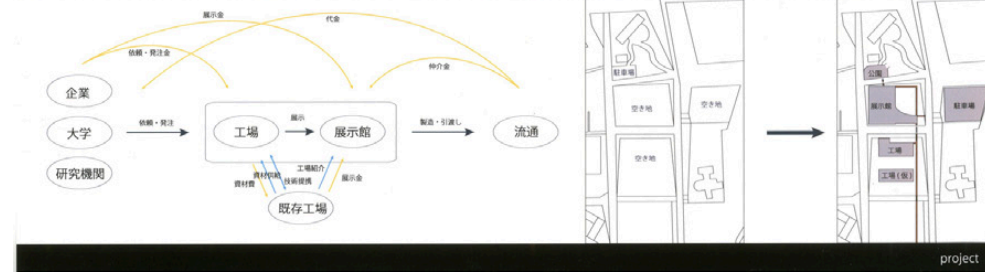 展示金
代金
依頼・発注金
仲介金
企業
大学
研究機関
依頼・発注
工場
展示
展示館
製造・引渡し
流通
資材費
資材供給
技術提携
工場紹介
展示金
既存工場
駐車場
空き地
空き地
空き地
公園
展示館
駐車場
工場
工場(仮)
project